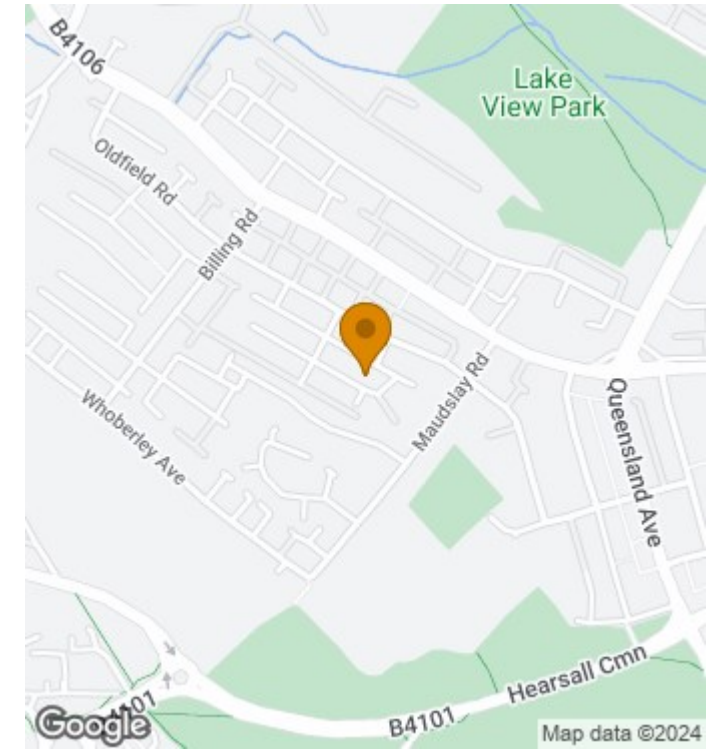 B4106
Lake
View Park
Oldfield Rd
Billing Rd
Maudslay Rd
Whoberley Ave
Queensland Ave
Hearsall Cmn
B4101
B4101
Google
Map data ©2024